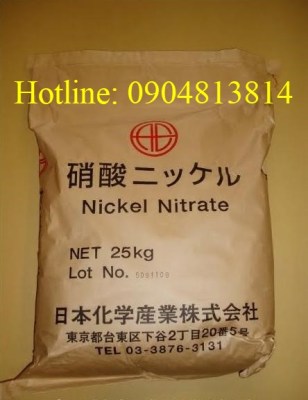 Hotline: 0904813814
硝酸ニッケル
Nickel Nitrate
NET 25kg
Lot No.
日本化学産業株式会社
東京都台東区下谷2丁目20番5号
TEL 03-3876-3131